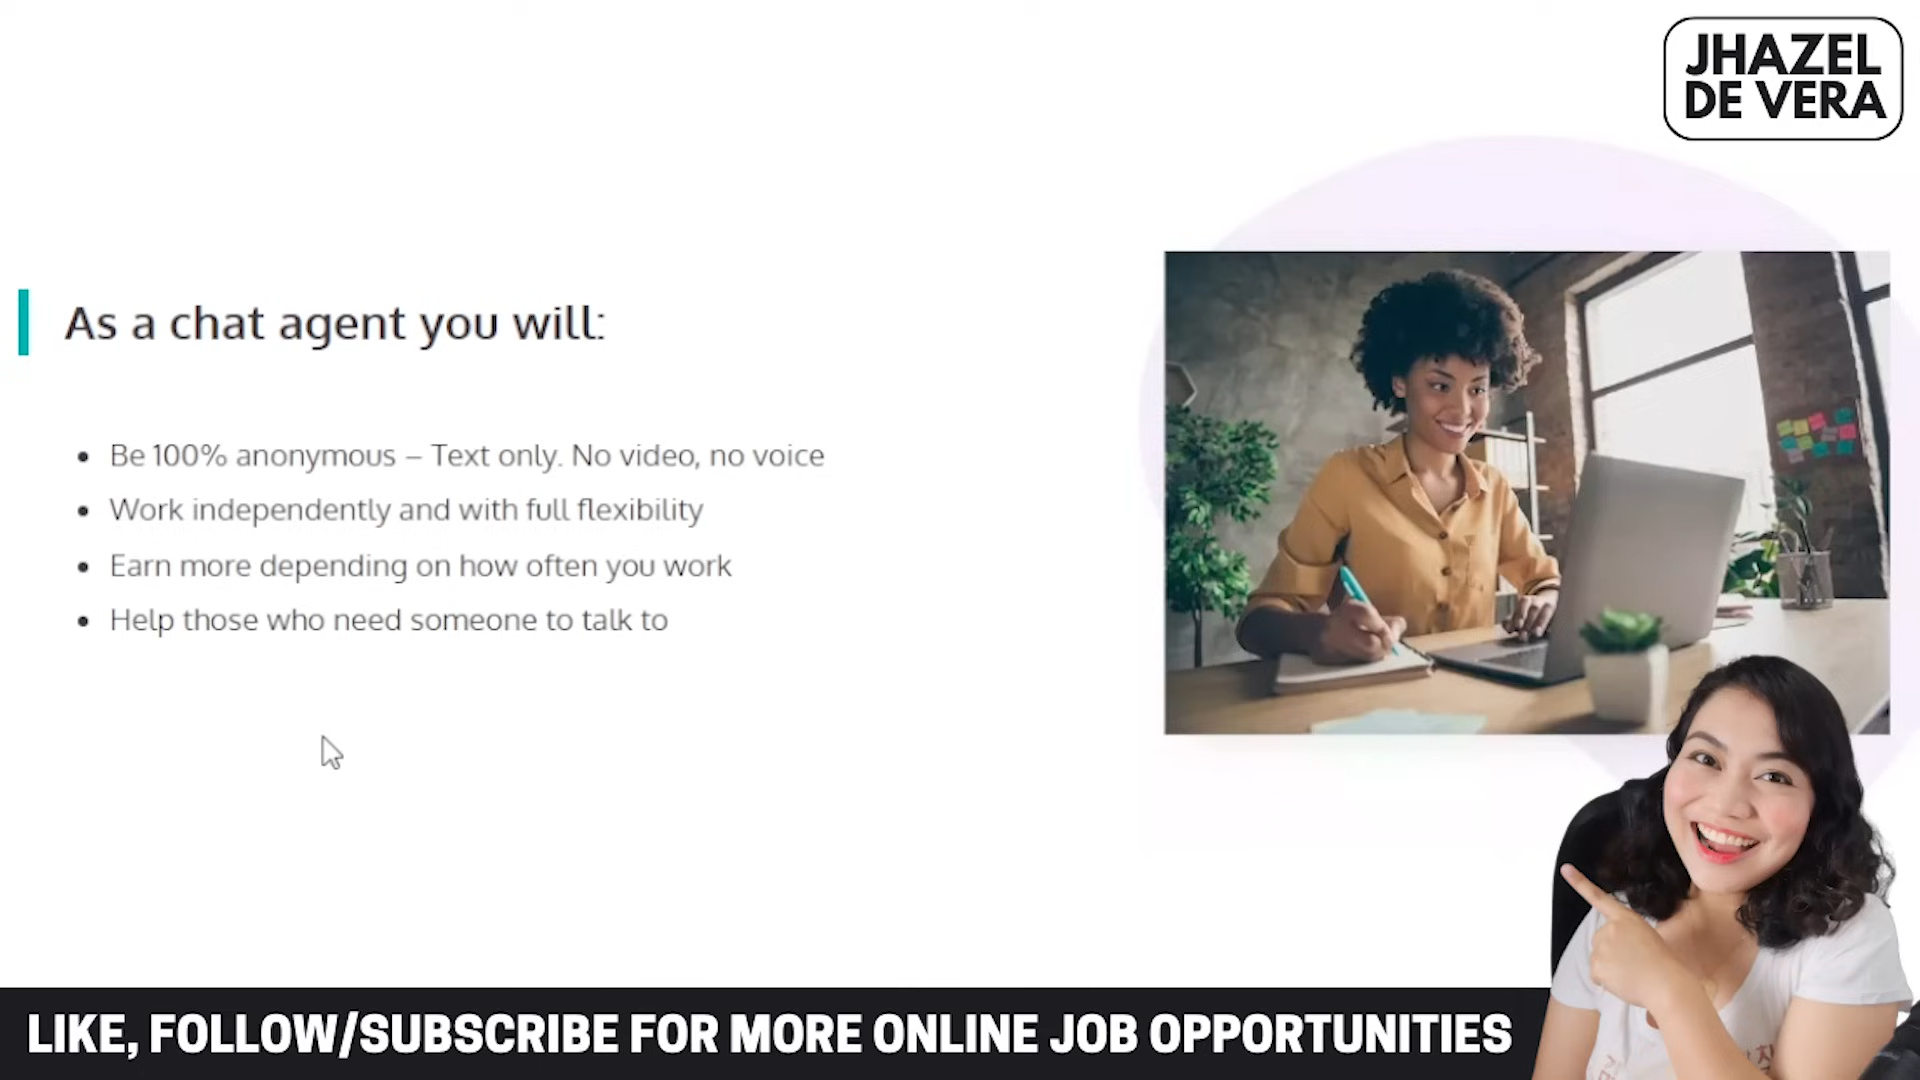 JHAZEL
DE VERA
As a chat agent you will:
• Be 100% anonymous – Text only. No video, no voice
• Work independently and with full flexibility
• Earn more depending on how often you work
• Help those who need someone to talk to
LIKE, FOLLOW/SUBSCRIBE FOR MORE ONLINE JOB OPPORTUNITIES